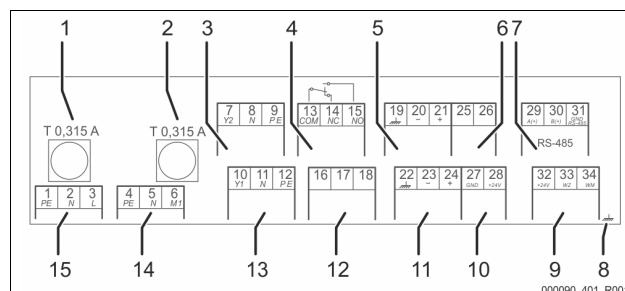 1 2 3 4 5 6 7
T 0,315 A T 0,315 A
7 8 9 13 14 15 19 20 21 25 26 29 30 31
Y2 N PE COM NC NO − + A(+) B(+) GND RS-485
RS-485
1 2 3 4 5 6 10 11 12 16 17 18 22 23 24 27 28 32 33 34
PE N L PE N M1 Y1 N PE − + GND +24V +24V WZ WM
15 14 13 12 11 10 9 8
000090_401_R001